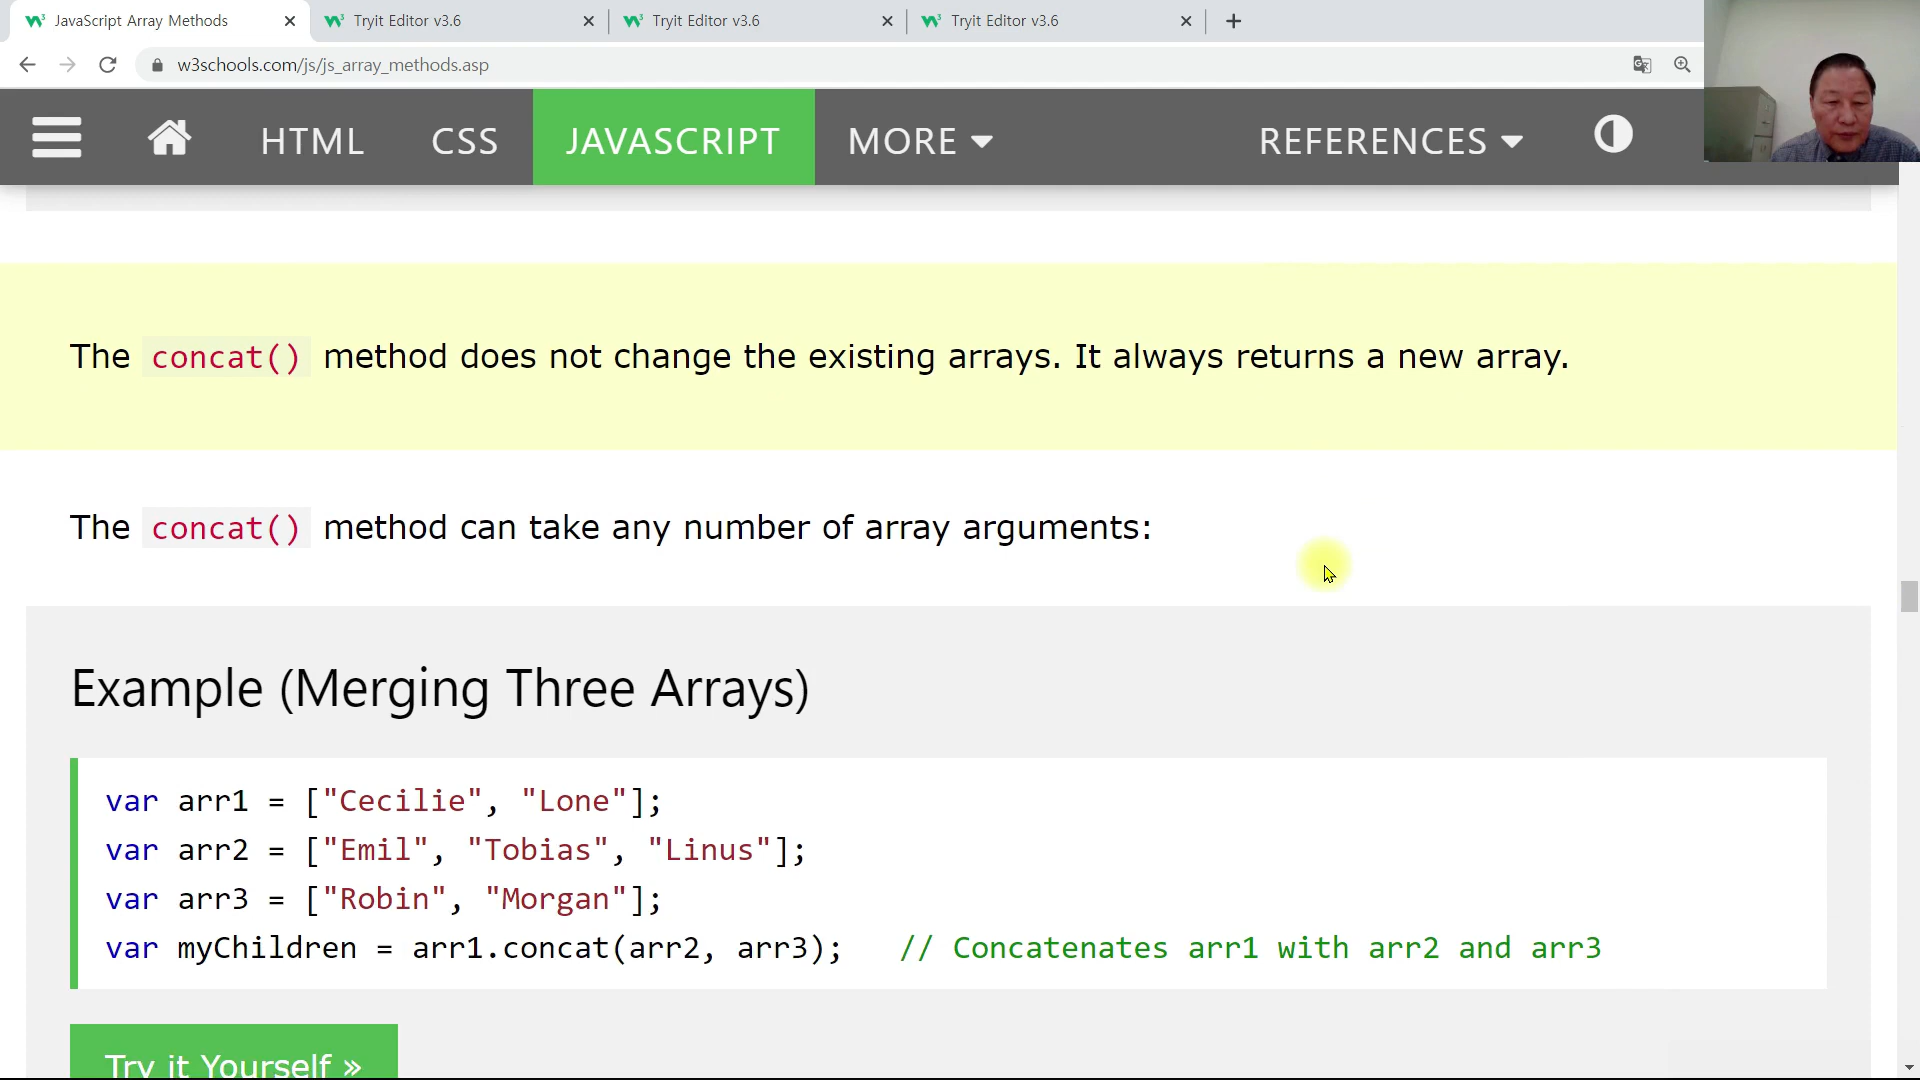 JavaScript Array Methods
Tryit Editor v3.6
Tryit Editor v3.6
Tryit Editor v3.6
w3schools.com/js/js_array_methods.asp
HTML CSS JAVASCRIPT MORE REFERENCES
The concat() method does not change the existing arrays. It always returns a new array.
The concat() method can take any number of array arguments:
Example (Merging Three Arrays)
var arr1 = ["Cecilie", "Lone"];
var arr2 = ["Emil", "Tobias", "Linus"];
var arr3 = ["Robin", "Morgan"];
var myChildren = arr1.concat(arr2, arr3);   // Concatenates arr1 with arr2 and arr3
Try it Yourself »